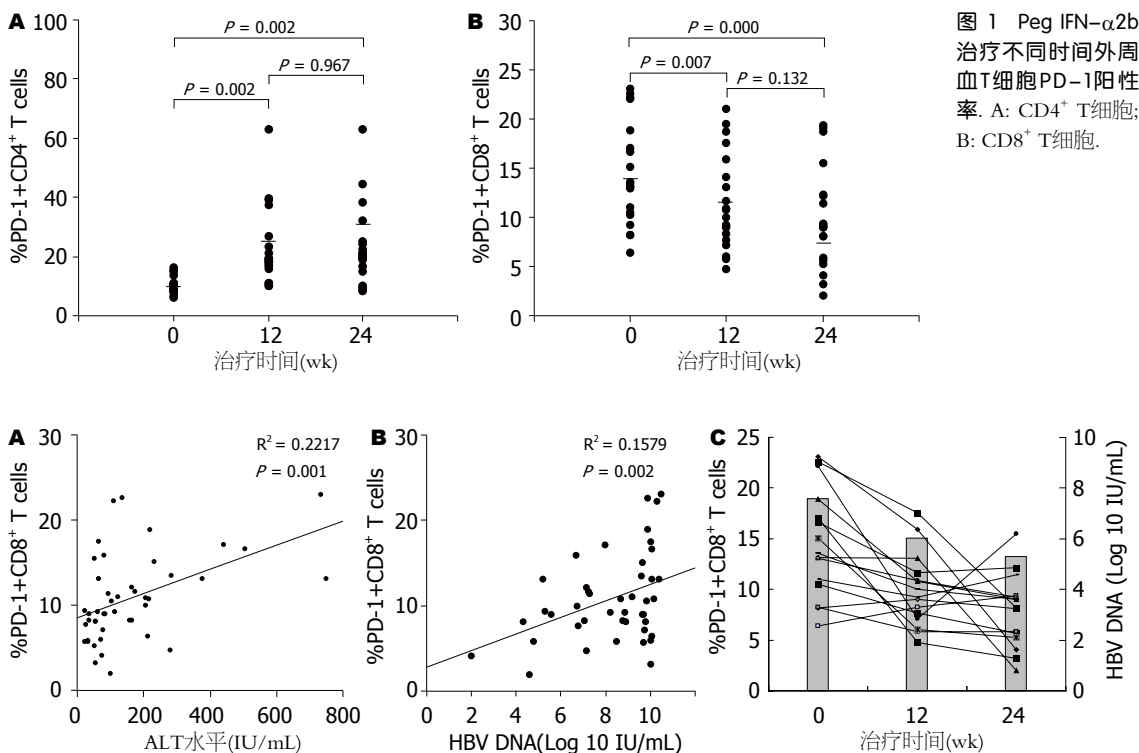 A
P = 0.002
P = 0.967
P = 0.002
100
80
60
40
20
0
%PD-1+CD4+ T cells
0 12 24
治疗时间(wk)
B
P = 0.000
P = 0.007
P = 0.132
30
25
20
15
10
5
0
%PD-1+CD8+ T cells
0 12 24
治疗时间(wk)
图 1 Peg IFN-α2b
治疗不同时间外周
血T细胞PD-1阳性
率. A: CD4+ T细胞;
B: CD8+ T细胞.
A
R2 = 0.2217
P = 0.001
30
20
10
0
%PD-1+CD8+ T cells
0 200 400 600 800
ALT水平(IU/mL)
B
R2 = 0.1579
P = 0.002
30
20
10
0
%PD-1+CD8+ T cells
0 2 4 6 8 10
HBV DNA(Log 10 IU/mL)
C
25
20
15
10
5
0
%PD-1+CD8+ T cells
10
8
6
4
2
0
HBV DNA (Log 10 IU/mL)
0 12 24
治疗时间(wk)